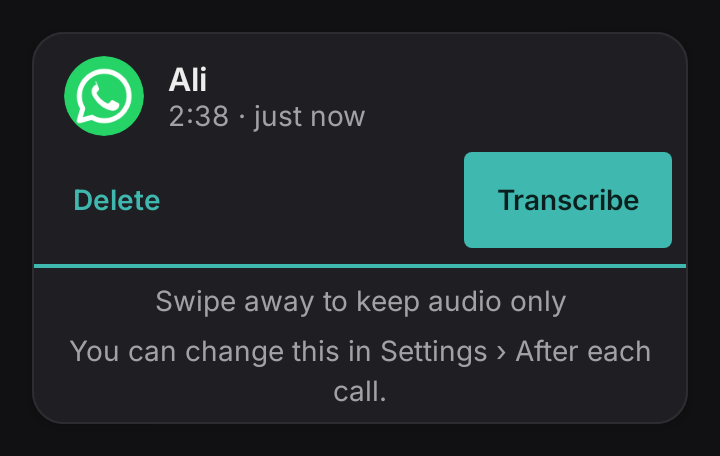 Ali
2:38 · just now
Delete
Transcribe
Swipe away to keep audio only
You can change this in Settings › After each
call.